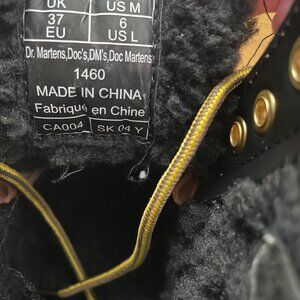 UK US M
37 6
EU US L
Dr. Martens,Doc's,DM's,Doc Martens
1460
MADE IN CHINA
Fabriqué en Chine
CA004 SK 04 Y